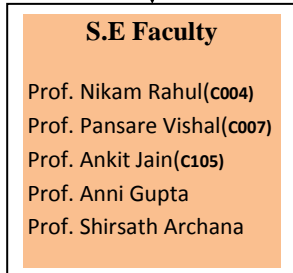 S.E Faculty
Prof. Nikam Rahul(C004)
Prof. Pansare Vishal(C007)
Prof. Ankit Jain(C105)
Prof. Anni Gupta
Prof. Shirsath Archana